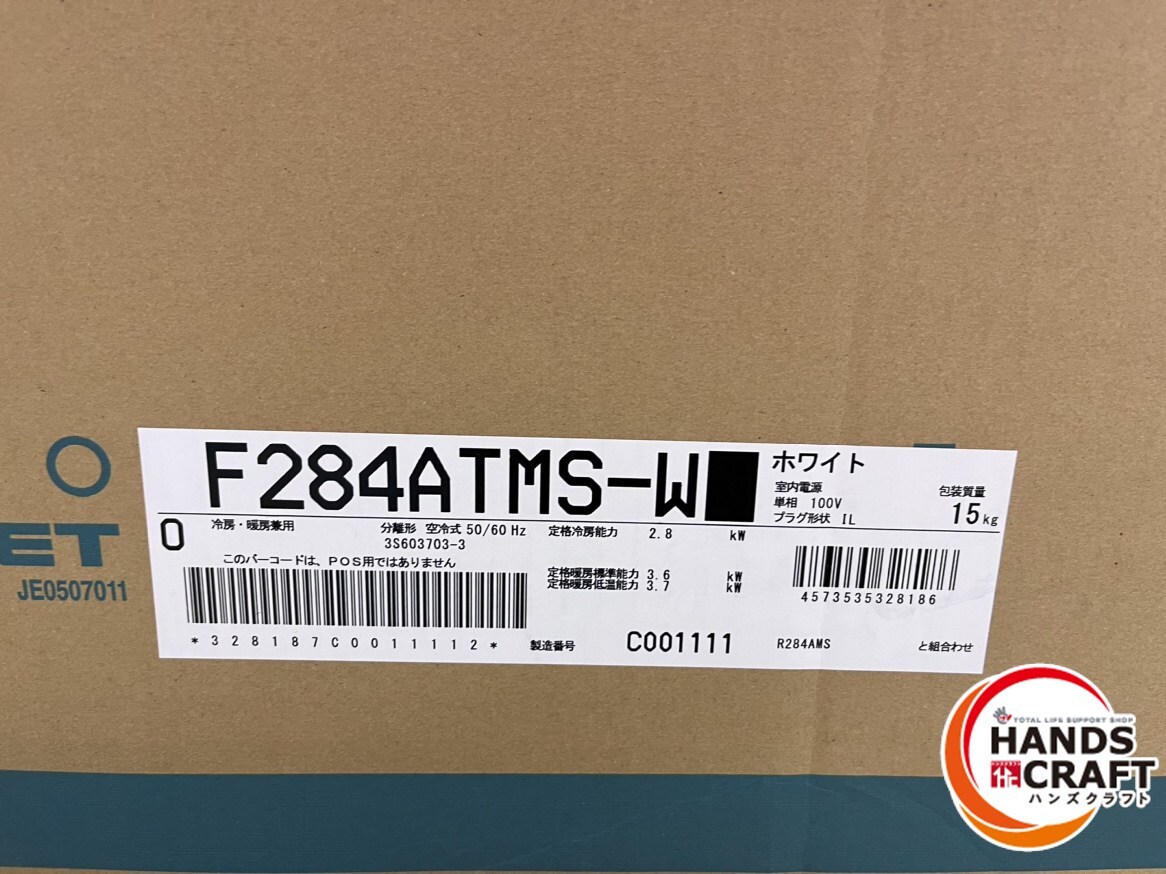 F284ATMS-W■
ホワイト
室内電源
単相 100V
プラグ形状 IL
包装質量
15kg
0
冷房・暖房兼用
分離形 空冷式 50/60 Hz
3S603703-3
定格冷房能力 2.8 kW
このバーコードは、POS用ではありません
定格暖房標準能力 3.6 kW
定格暖房低温能力 3.7 kW
4573535328186
*328187C0011112*
製造番号 C001111
R284AMS と組合わせ
ET
JE0507011
TOTAL LIFE SUPPORT SHOP
HANDS
CRAFT
ハンズクラフト